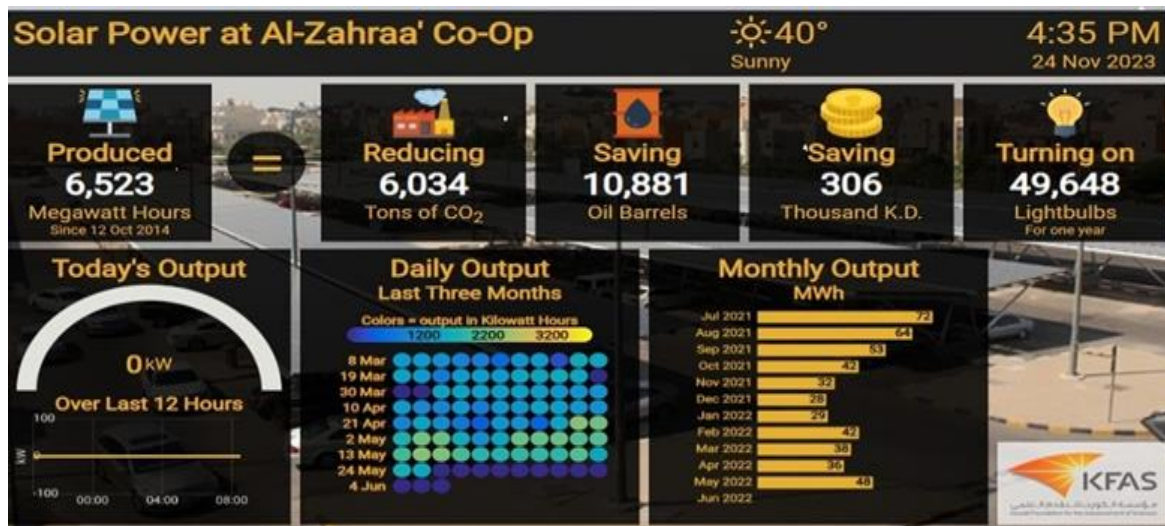 Solar Power at Al-Zahraa' Co-Op
40°
Sunny
4:35 PM
24 Nov 2023
Produced
6,523
Megawatt Hours
Since 12 Oct 2014
=
Reducing
6,034
Tons of CO₂
Saving
10,881
Oil Barrels
Saving
306
Thousand K.D.
Turning on
49,648
Lightbulbs
For one year
Today's Output
0 kW
Over Last 12 Hours
100
kW
0
-100
00:00 04:00 08:00
Daily Output
Last Three Months
Colors = output in Kilowatt Hours
1200 2200 3200
8 Mar
19 Mar
30 Mar
10 Apr
21 Apr
2 May
13 May
24 May
4 Jun
Monthly Output
MWh
Jul 2021 72
Aug 2021 64
Sep 2021 53
Oct 2021 42
Nov 2021 32
Dec 2021 28
Jan 2022 29
Feb 2022 42
Mar 2022 38
Apr 2022 36
May 2022 48
Jun 2022
KFAS